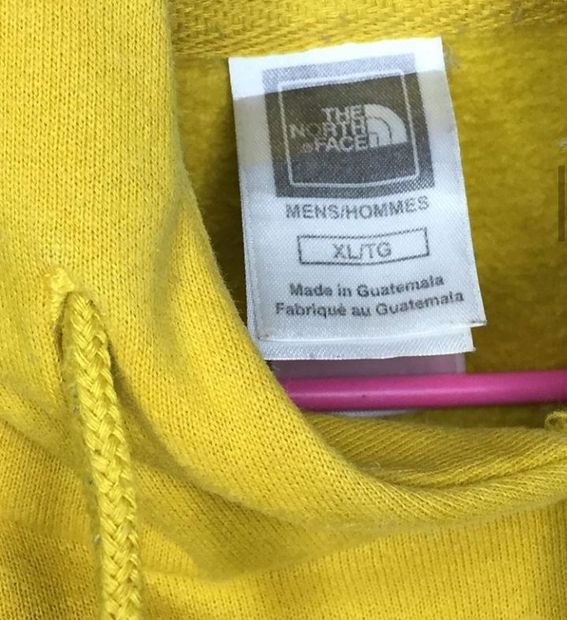 THE
NORTH
FACE
MENS/HOMMES
XL/TG
Made in Guatemala
Fabriqué au Guatemala